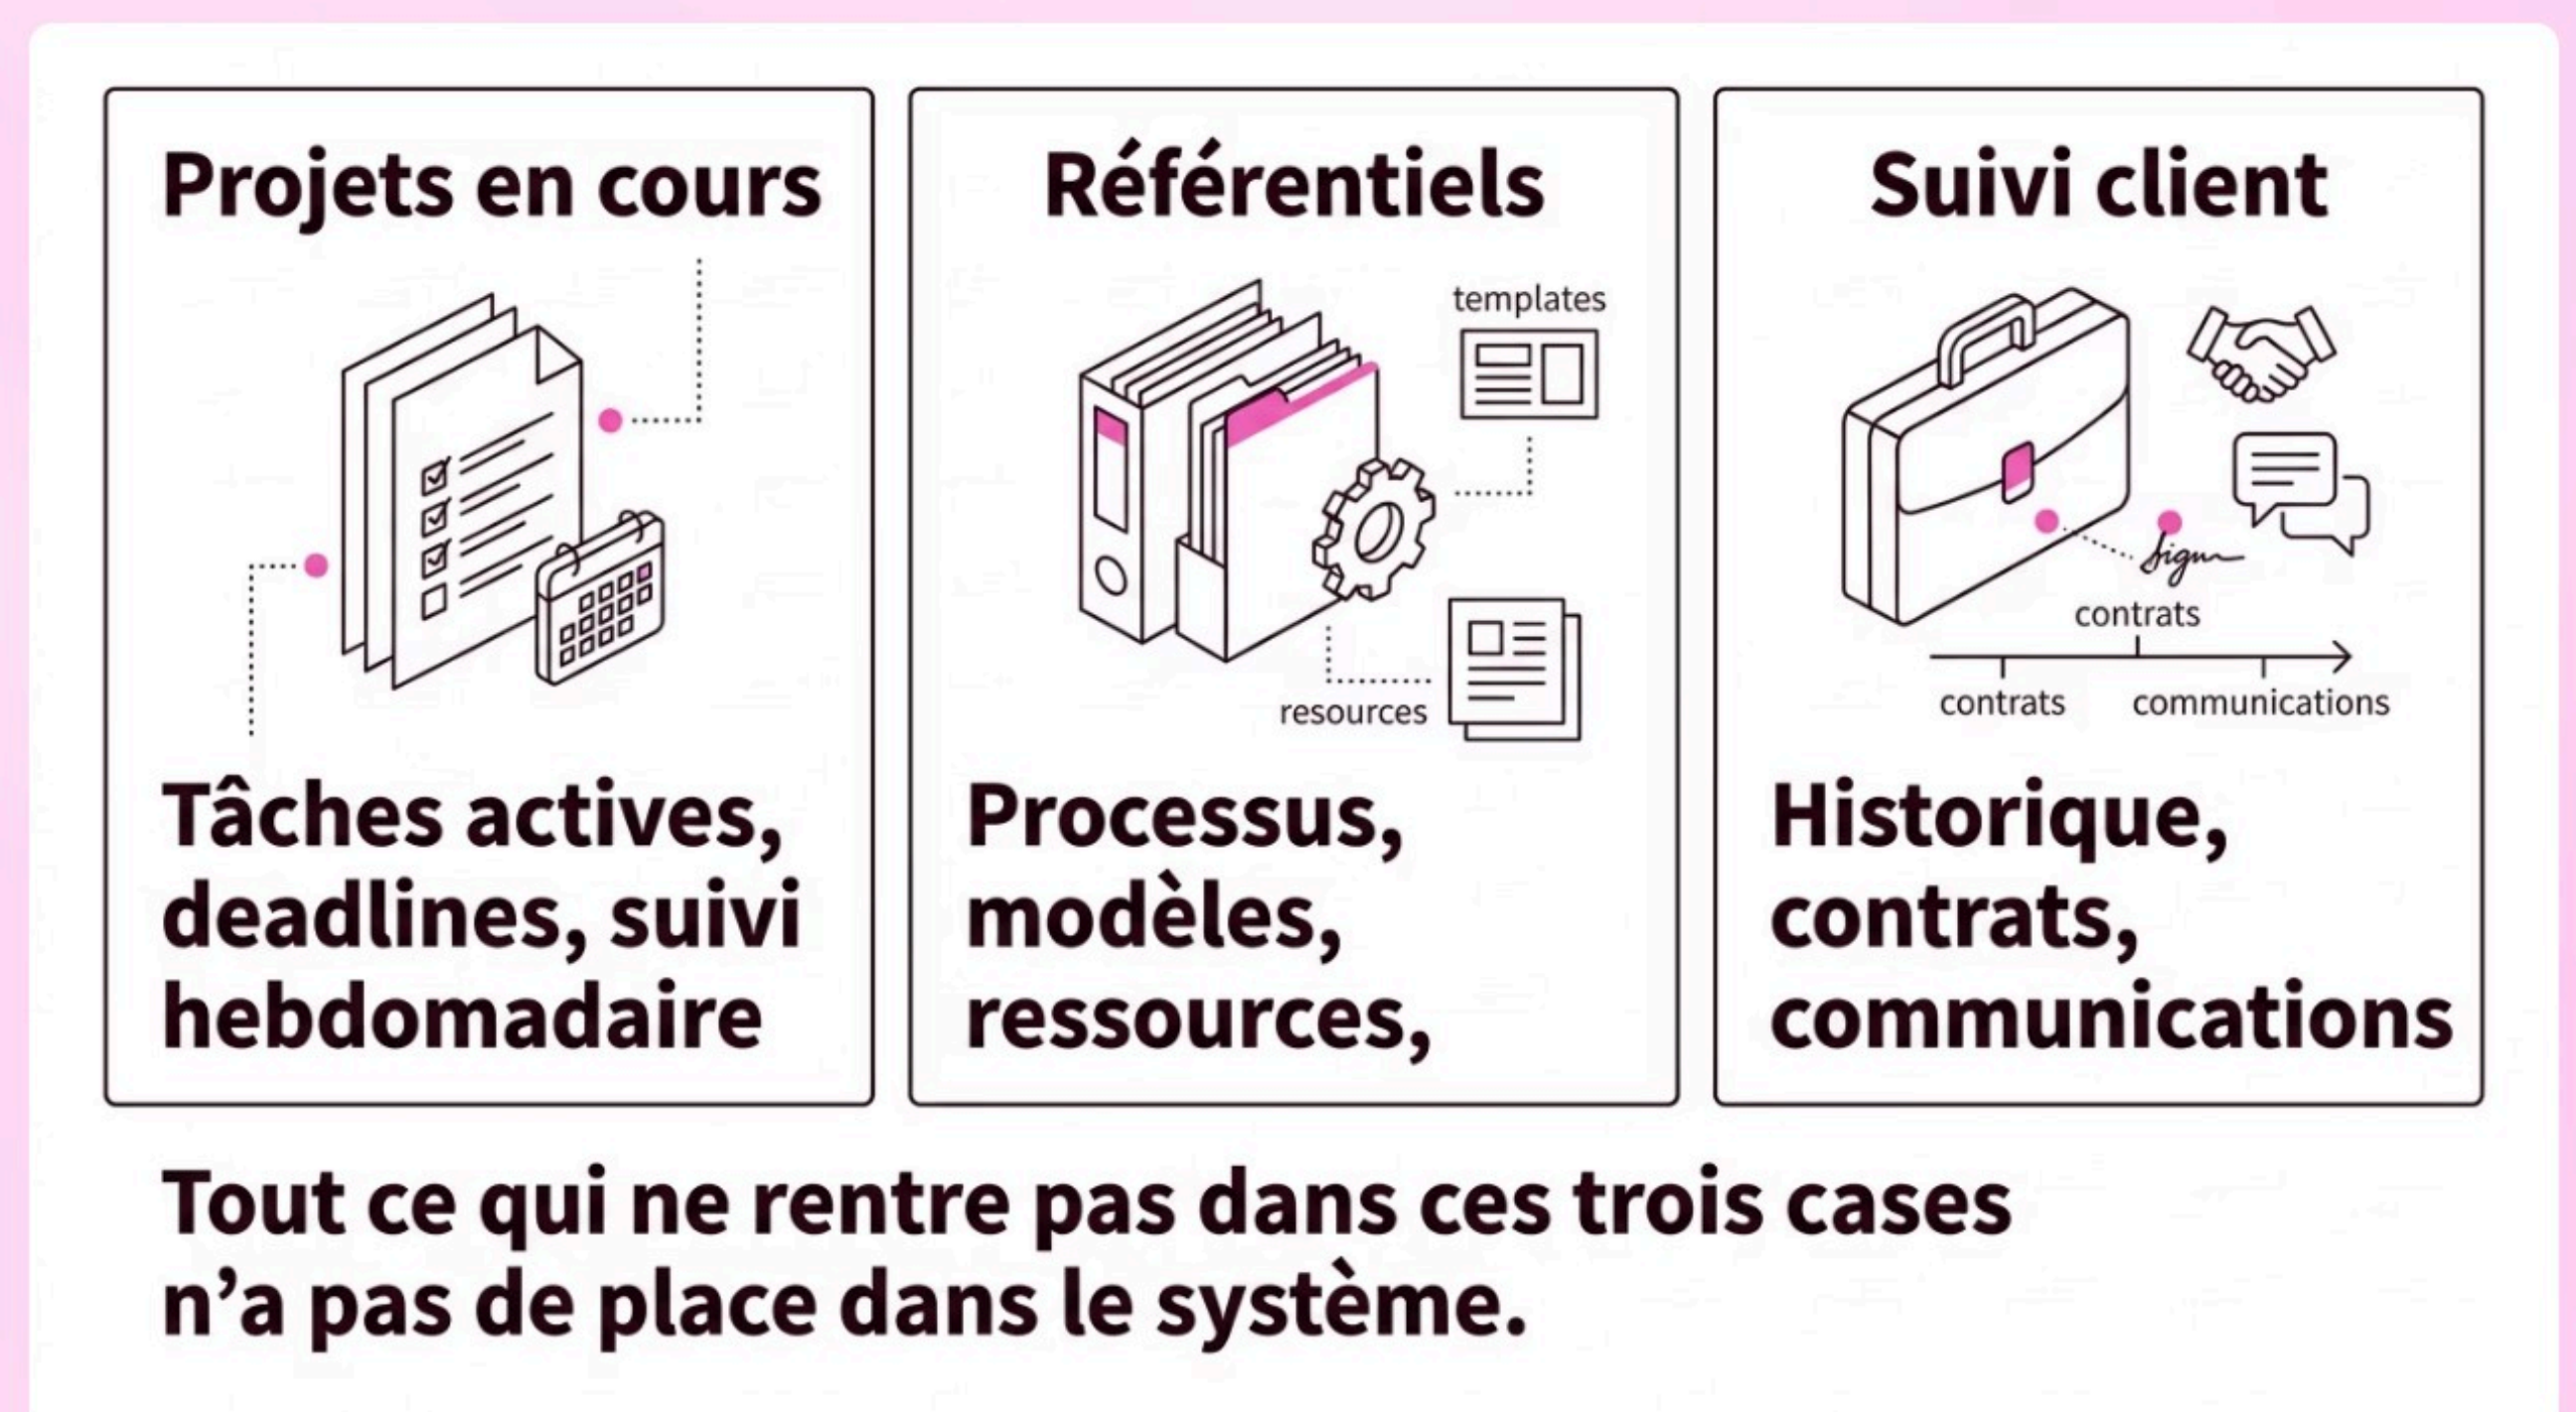 Projets en cours
Tâches actives,
deadlines, suivi
hebdomadaire
Référentiels
templates
resources
Processus,
modèles,
ressources,
Suivi client
contrats
contrats
communications
Historique,
contrats,
communications
Tout ce qui ne rentre pas dans ces trois cases
n’a pas de place dans le système.